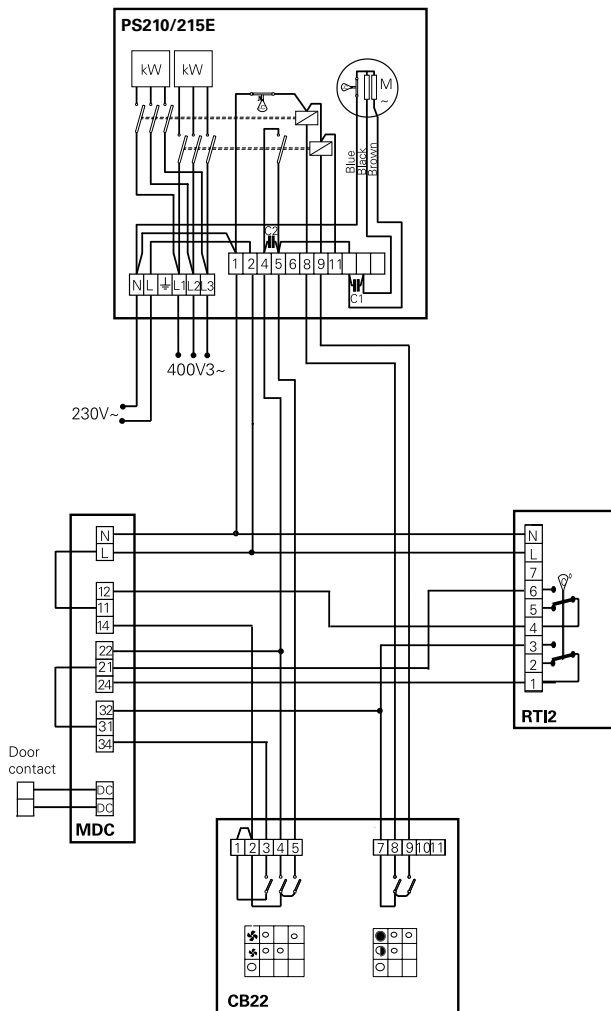 PS210/215E
kW kW
M
~
Blue
Black
Brown
C2
1 2 4 5 6 8 9 11
N L L1 L2 L3
C1
400V3~
230V~
N
L
12
11
14
22
21
24
32
31
34
DC
DC
MDC
Door
contact
N
L
7
6
5
4
3
2
1
RTI2
1 2 3 4 5
7 8 9 10 11
CB22